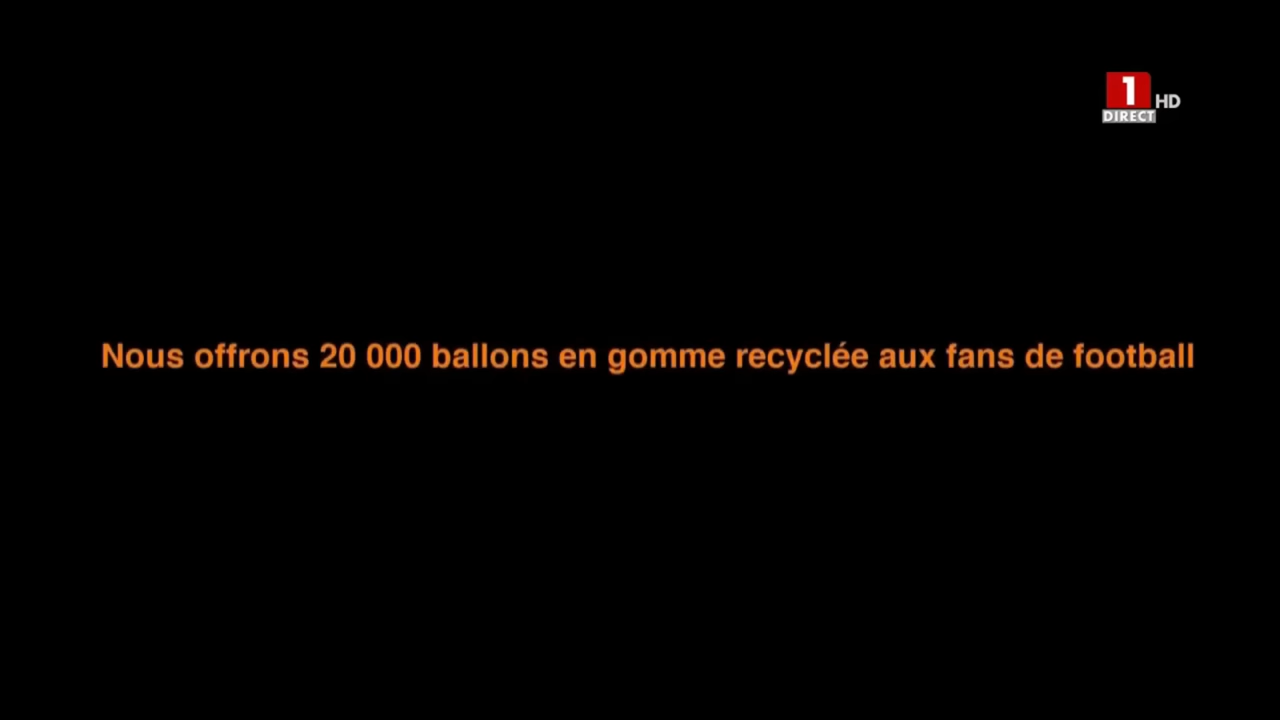 1 HD
DIRECT
Nous offrons 20 000 ballons en gomme recyclée aux fans de football